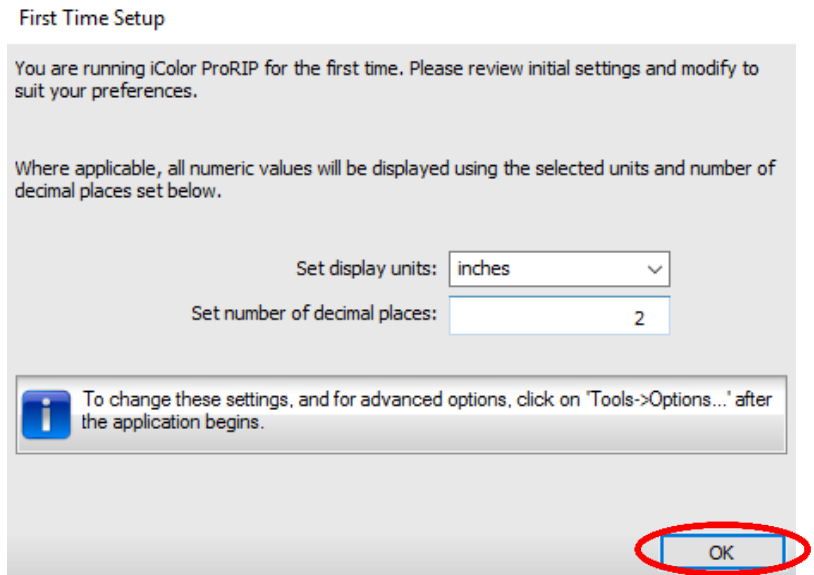 First Time Setup
You are running iColor ProRIP for the first time. Please review initial settings and modify to
suit your preferences.
Where applicable, all numeric values will be displayed using the selected units and number of
decimal places set below.
Set display units: inches
Set number of decimal places: 2
To change these settings, and for advanced options, click on 'Tools->Options...' after
the application begins.
OK